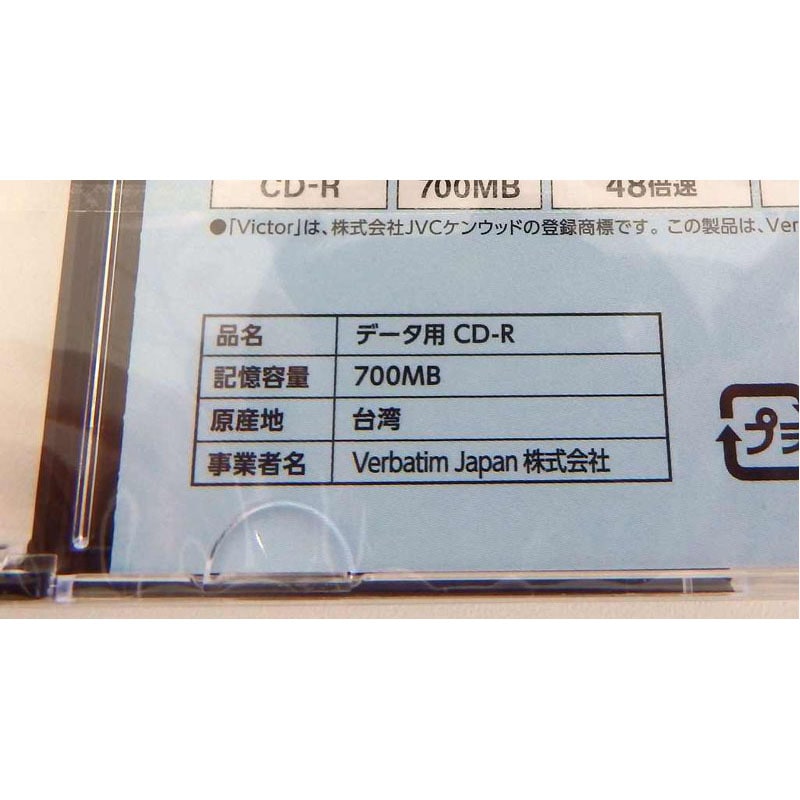 CD-R 700MB 48倍速
●「Victor」は、株式会社JVCケンウッドの登録商標です。この製品は、Ver
品名 データ用 CD-R
記憶容量 700MB
原産地 台湾
事業者名 Verbatim Japan 株式会社
プラ